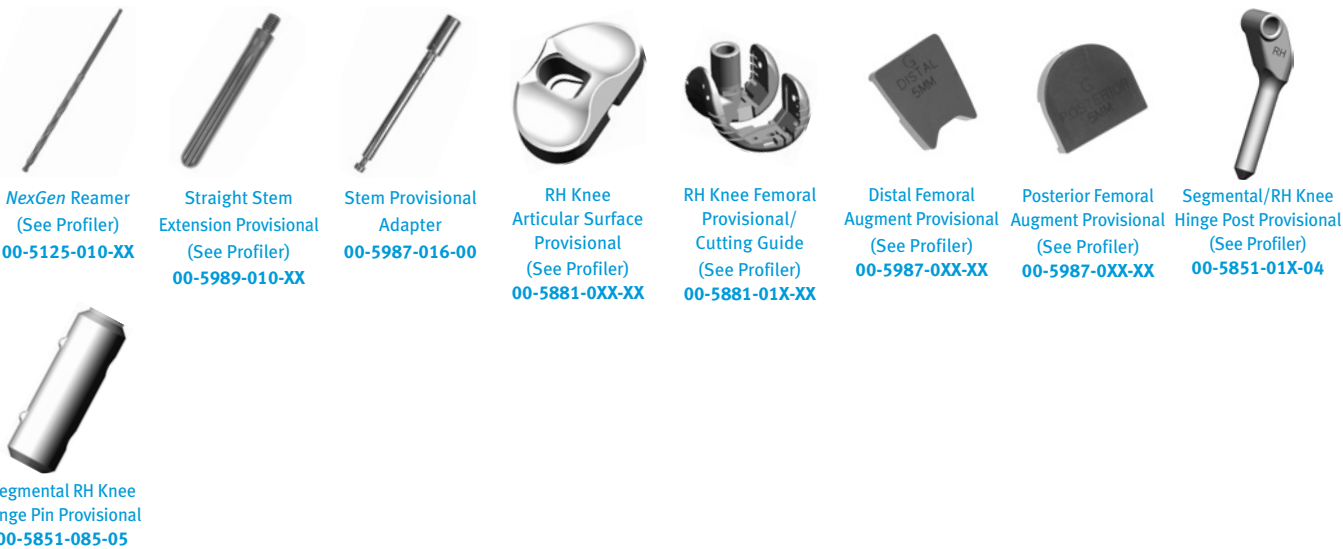 NexGen Reamer
(See Profiler)
00-5125-010-XX
Straight Stem
Extension Provisional
(See Profiler)
00-5989-010-XX
Stem Provisional
Adapter
00-5987-016-00
RH Knee
Articular Surface
Provisional
(See Profiler)
00-5881-0XX-XX
RH Knee Femoral
Provisional/
Cutting Guide
(See Profiler)
00-5881-01X-XX
G
DISTAL
5MM
Distal Femoral
Augment Provisional
(See Profiler)
00-5987-0XX-XX
G
POSTERIOR
5MM
Posterior Femoral
Augment Provisional
(See Profiler)
00-5987-0XX-XX
RH
Segmental/RH Knee
Hinge Post Provisional
(See Profiler)
00-5851-01X-04
egmental RH Knee
nge Pin Provisional
00-5851-085-05